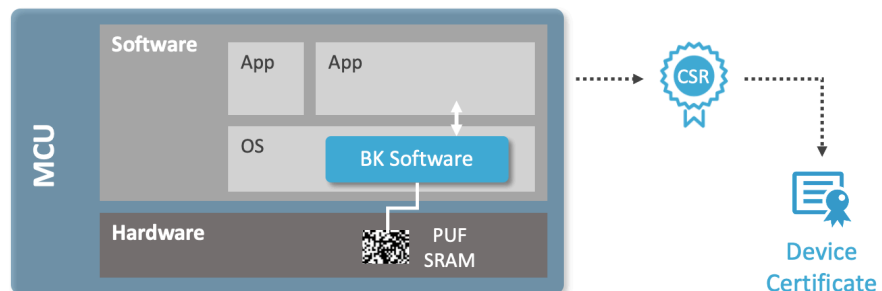 MCU
Software
App
App
OS
BK Software
Hardware
PUF
SRAM
CSR
Device
Certificate